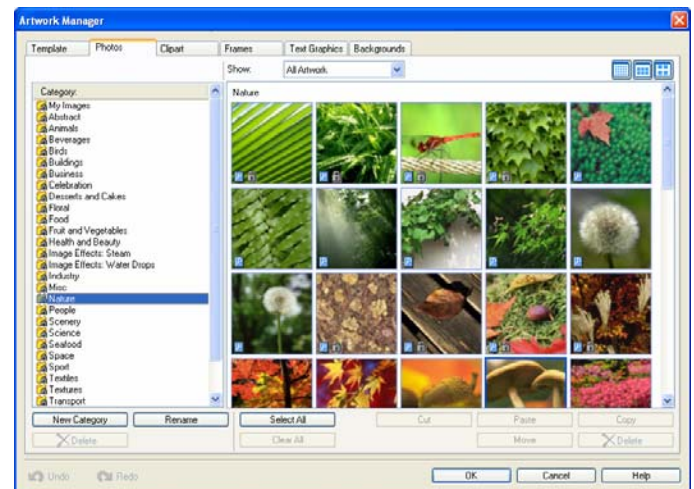 Artwork Manager
Template Photos Clipart Frames Text Graphics Backgrounds
Show: All Artwork
Category:
My Images
Abstract
Animals
Beverages
Birds
Buildings
Business
Celebration
Desserts and Cakes
Floral
Food
Fruit and Vegetables
Health and Beauty
Image Effects: Steam
Image Effects: Water Drops
Industry
Misc
Nature
People
Scenery
Science
Seafood
Space
Sport
Textiles
Textures
Transport
Nature
New Category Rename Select All Cut Paste Copy
Delete Clear All Move Delete
Undo Redo OK Cancel Help